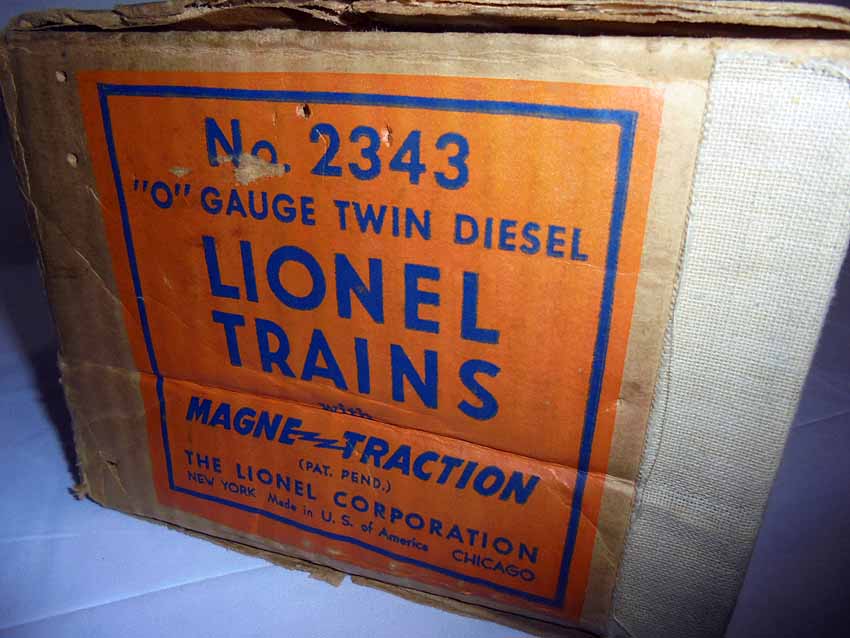 No. 2343
"O" GAUGE TWIN DIESEL
LIONEL
TRAINS
with
MAGNE TRACTION
(PAT. PEND.)
THE LIONEL CORPORATION
NEW YORK Made in U. S. of America CHICAGO